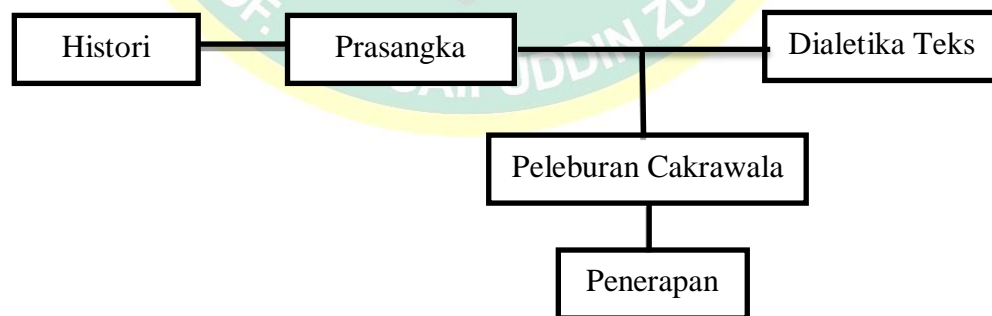 Histori
Prasangka
Dialetika Teks
Peleburan Cakrawala
Penerapan